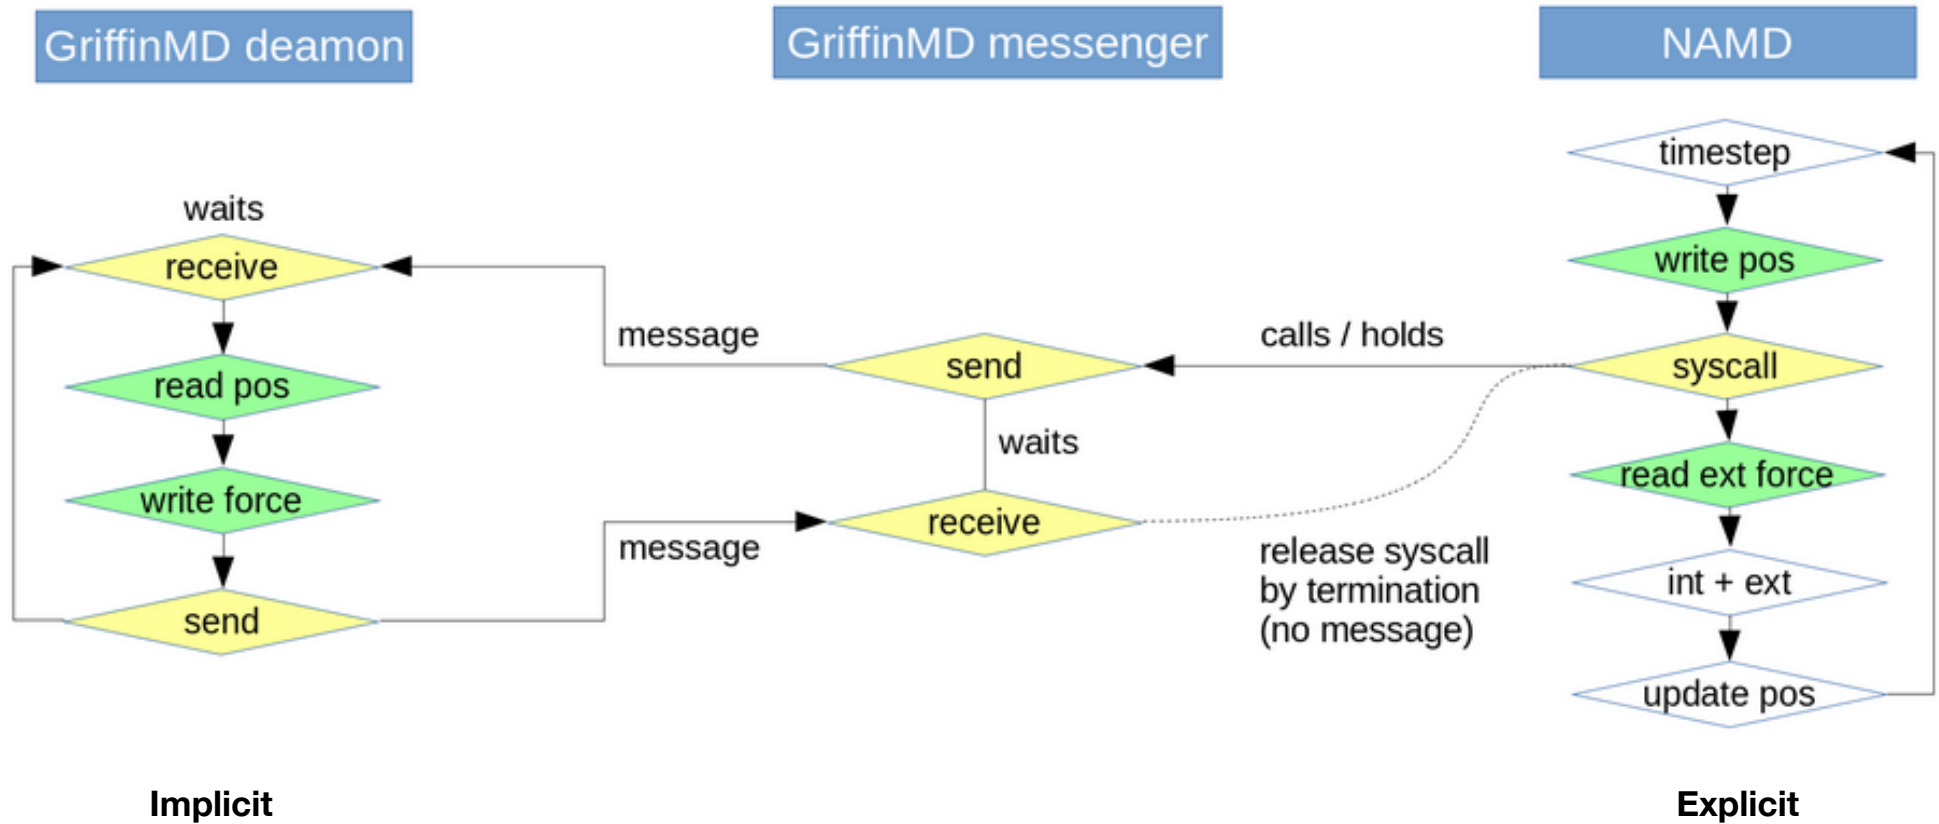 GriffinMD deamon
GriffinMD messenger
NAMD
waits
receive
read pos
write force
send
message
message
send
waits
receive
calls / holds
release syscall
by termination
(no message)
timestep
write pos
syscall
read ext force
int + ext
update pos
Implicit
Explicit